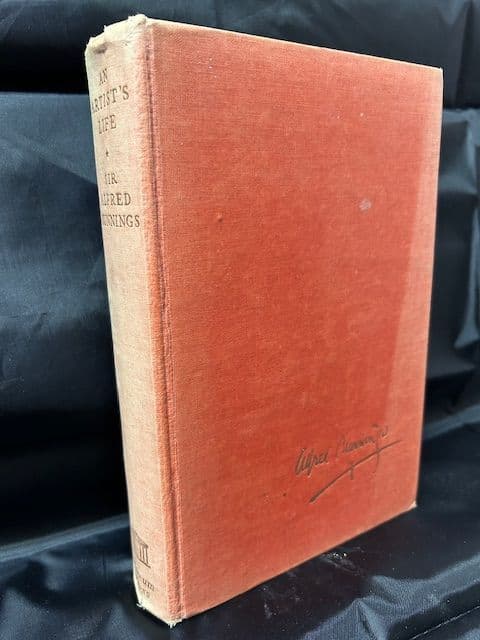 AN
ARTIST'S
LIFE
SIR
ALFRED
MUNNINGS
Alfred Munnings